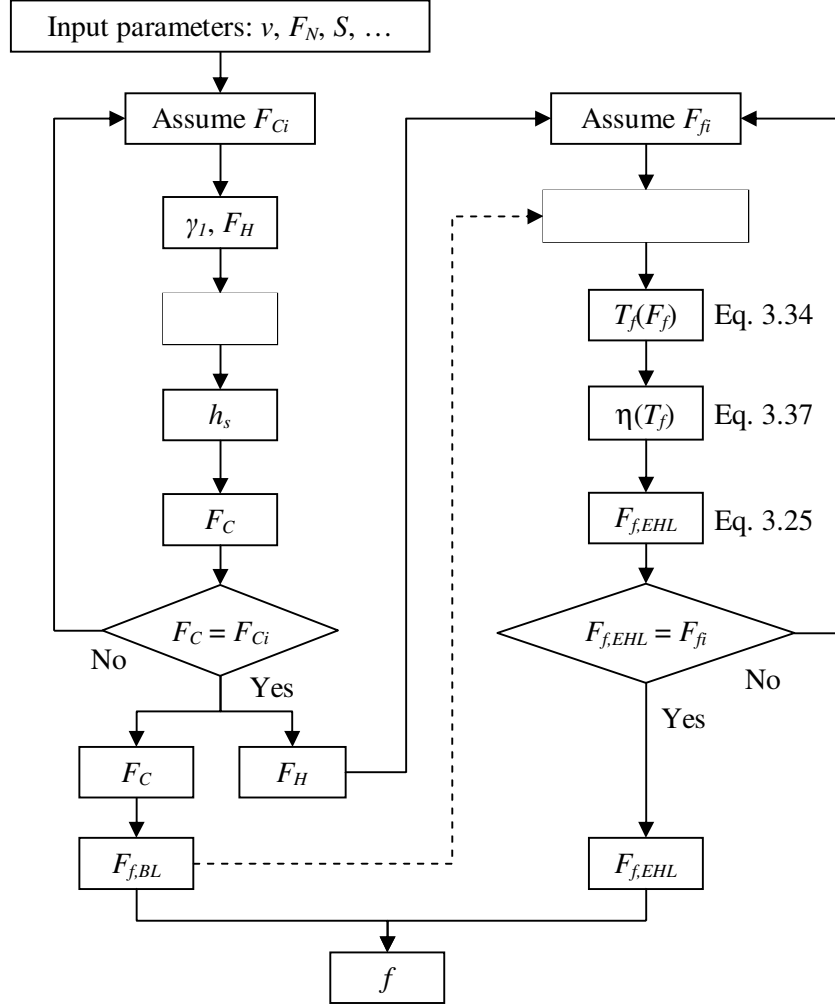 Input parameters: v, F_N, S, …
Assume F_Ci
γ_1, F_H
h_s
F_C
F_C = F_Ci
No
Yes
F_C
F_H
F_f,BL
Assume F_fi
T_f(F_f) Eq. 3.34
η(T_f) Eq. 3.37
F_f,EHL Eq. 3.25
F_f,EHL = F_fi
No
Yes
F_f,EHL
f